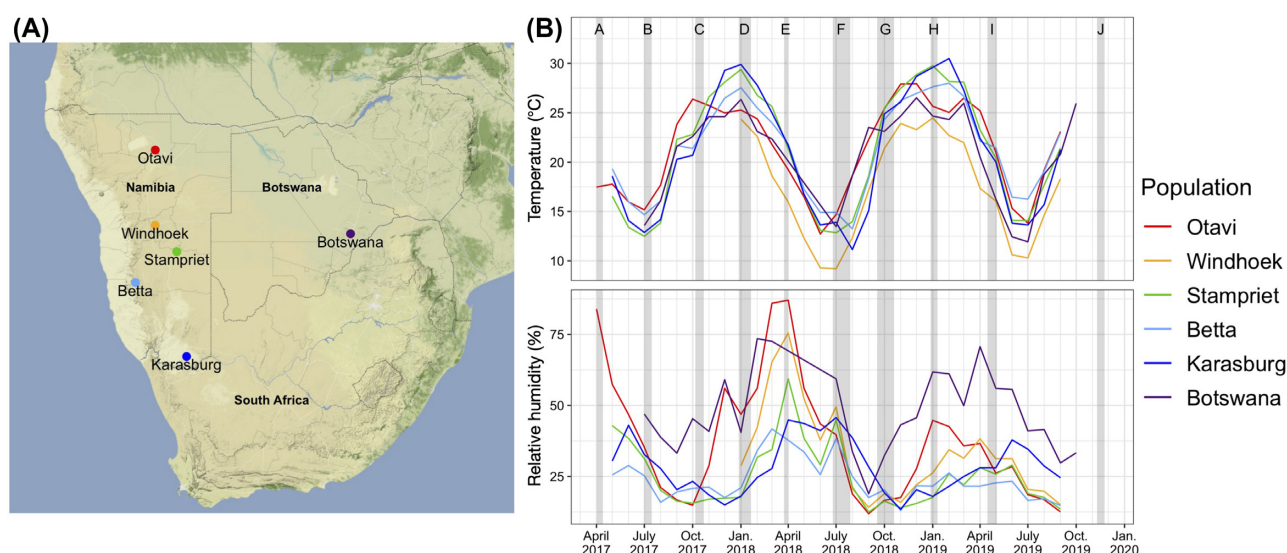 (A)
Otavi
Namibia
Botswana
Windhoek
Botswana
Stampriet
Betta
Karasburg
South Africa
(B)
A B C D E F G H I J
Temperature (°C)
30
25
20
15
10
Relative humidity (%)
75
50
25
April 2017
July 2017
Oct. 2017
Jan. 2018
April 2018
July 2018
Oct. 2018
Jan. 2019
April 2019
July 2019
Oct. 2019
Jan. 2020
Population
Otavi
Windhoek
Stampriet
Betta
Karasburg
Botswana